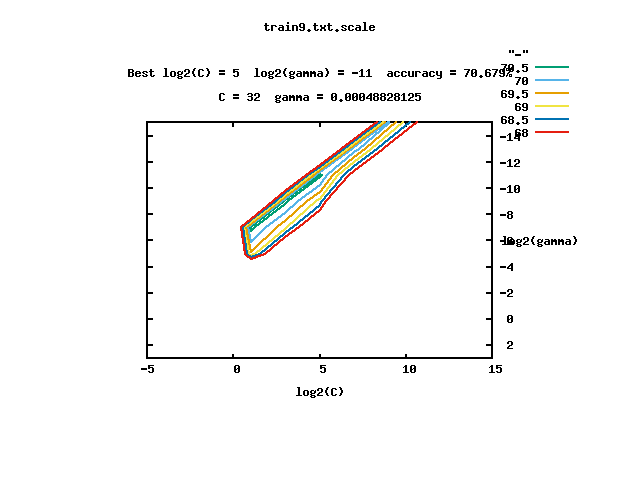 train9.txt.scale
"-"
Best log2(C) = 5  log2(gamma) = -11  accuracy = 70.679%
70.5
70
C = 32  gamma = 0.00048828125
69.5
69
68.5
68
-14
-12
-10
-8
-6
log2(gamma)
-4
-2
0
2
-5 0 5 10 15
log2(C)